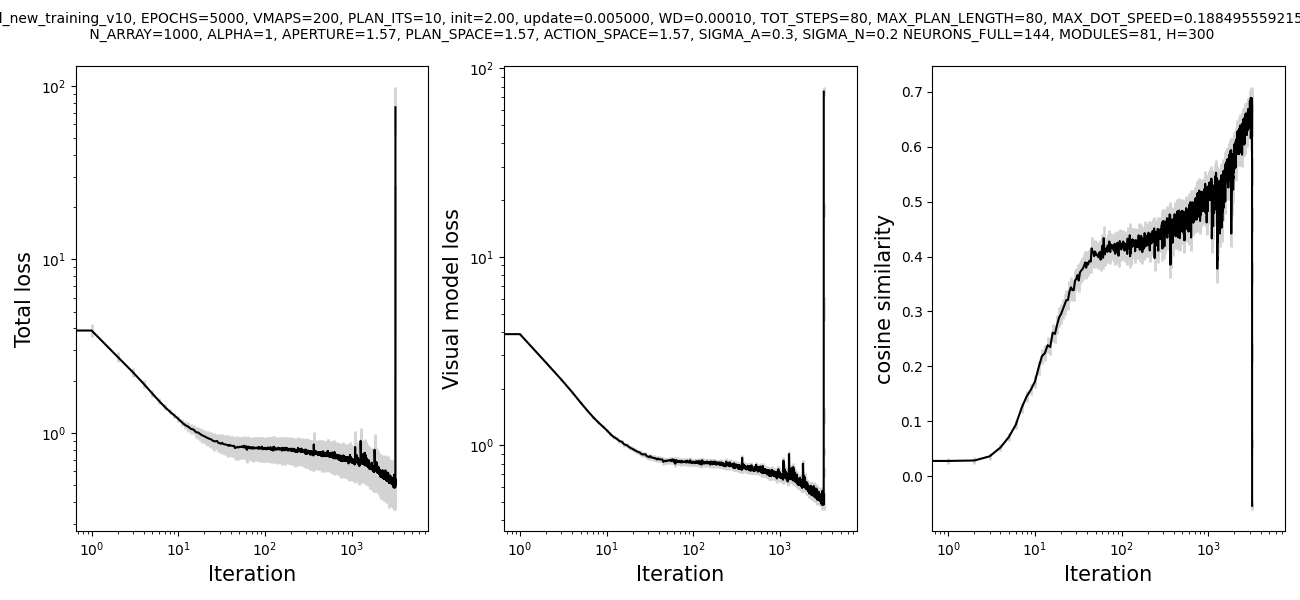 l_new_training_v10, EPOCHS=5000, VMAPS=200, PLAN_ITS=10, init=2.00, update=0.005000, WD=0.00010, TOT_STEPS=80, MAX_PLAN_LENGTH=80, MAX_DOT_SPEED=0.188495559215
N_ARRAY=1000, ALPHA=1, APERTURE=1.57, PLAN_SPACE=1.57, ACTION_SPACE=1.57, SIGMA_A=0.3, SIGMA_N=0.2 NEURONS_FULL=144, MODULES=81, H=300
Total loss
10²
10¹
10⁰
10⁰ 10¹ 10² 10³
Iteration
Visual model loss
10²
10¹
10⁰
10⁰ 10¹ 10² 10³
Iteration
cosine similarity
0.7
0.6
0.5
0.4
0.3
0.2
0.1
0.0
10⁰ 10¹ 10² 10³
Iteration